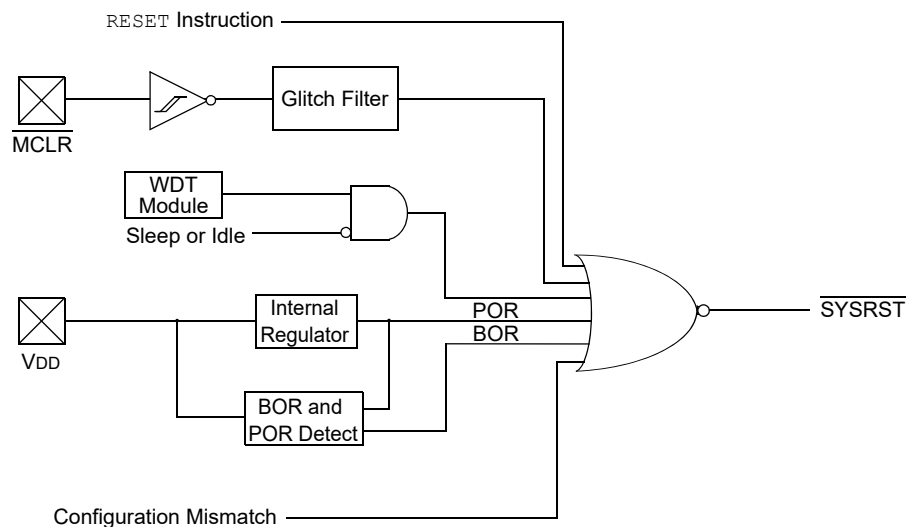 RESET Instruction
Glitch Filter
MCLR
WDT
Module
Sleep or Idle
Internal
Regulator
POR
BOR
SYSRST
VDD
BOR and
POR Detect
Configuration Mismatch